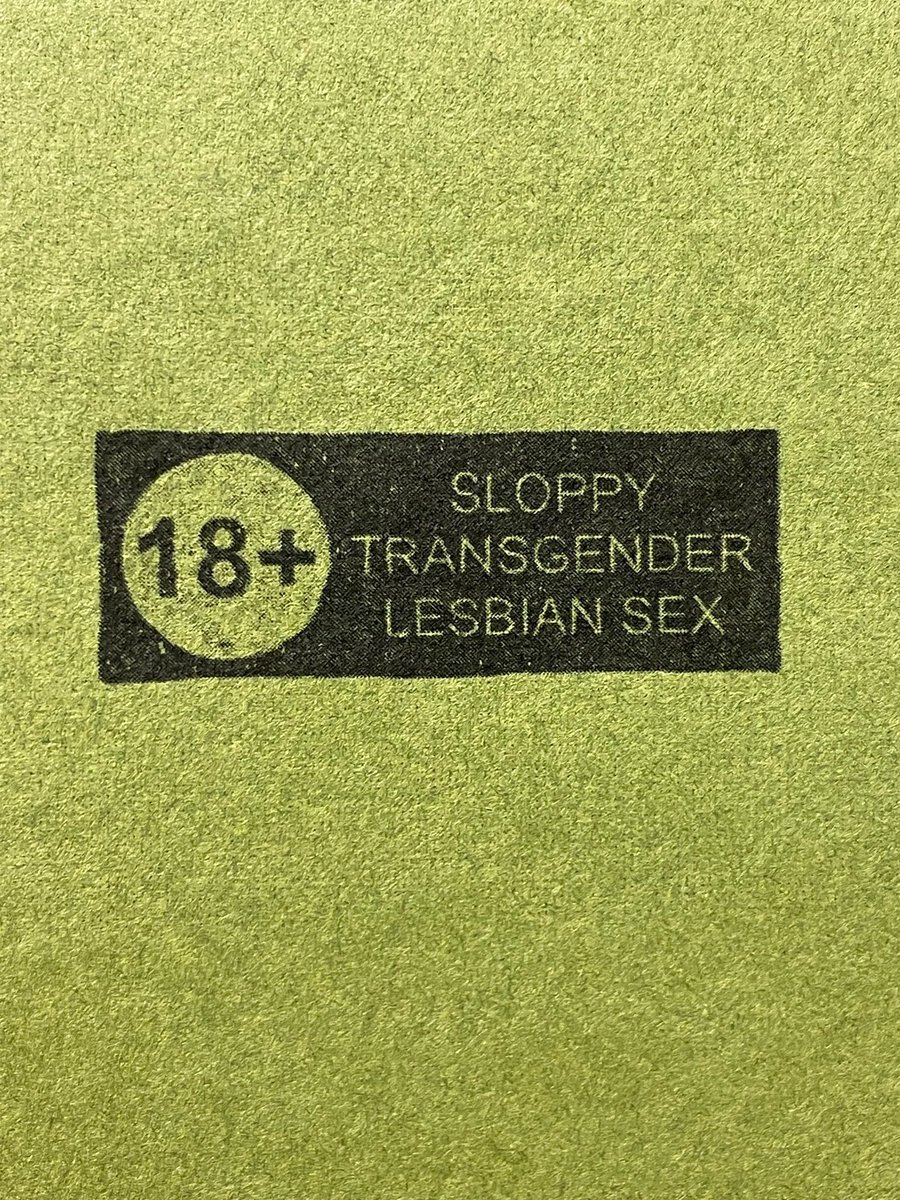 18+
SLOPPY
TRANSGENDER
LESBIAN SEX